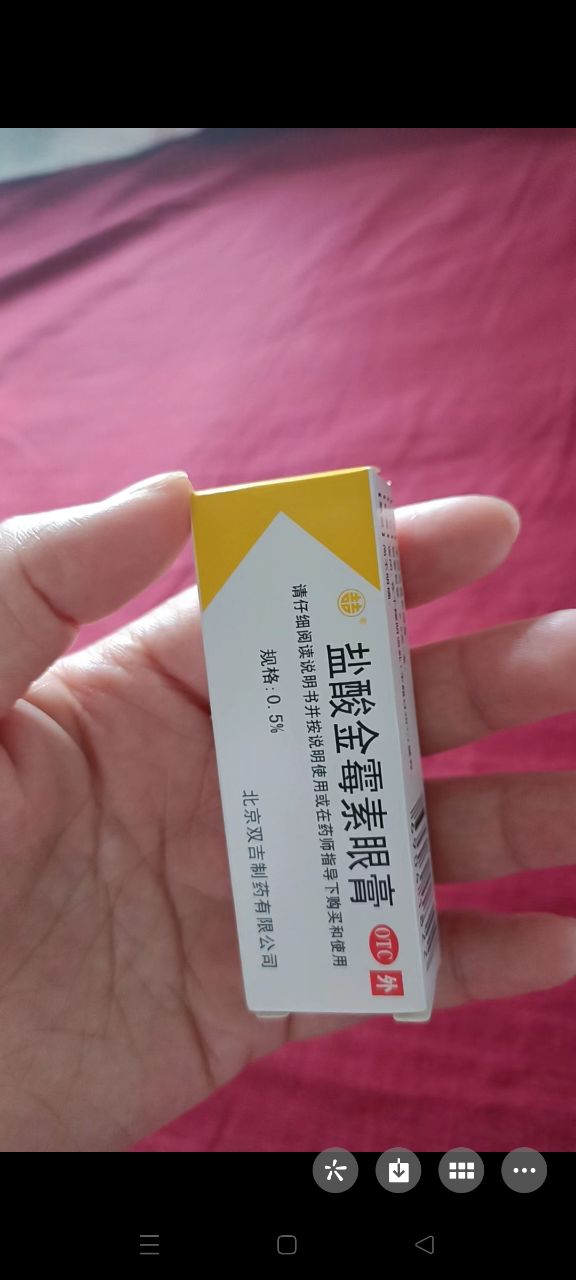 盐酸金霉素眼膏
请仔细阅读说明书并按说明使用或在药师指导下购买和使用
规格:0.5%
北京双吉制药有限公司
OTC
外